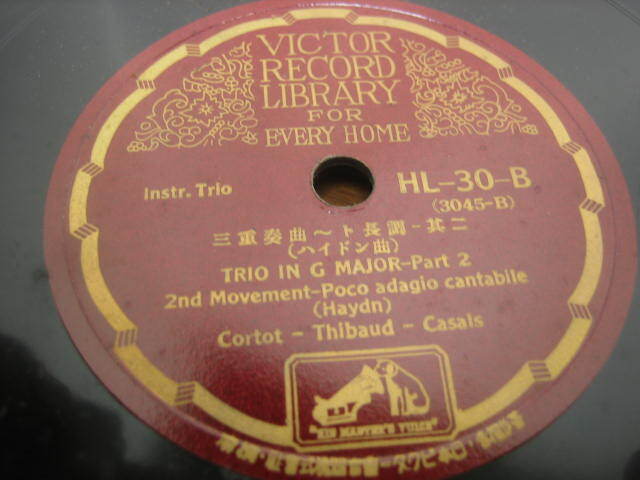 VICTOR
RECORD
LIBRARY
FOR
EVERY HOME
Instr. Trio
HL-30-B
(3045-B)
三重奏曲~ト長調-其二
(ハイドン曲)
TRIO IN G MAJOR-Part 2
2nd Movement-Poco adagio cantabile
(Haydn)
Cortot - Thibaud - Casals
"HIS MASTER'S VOICE"